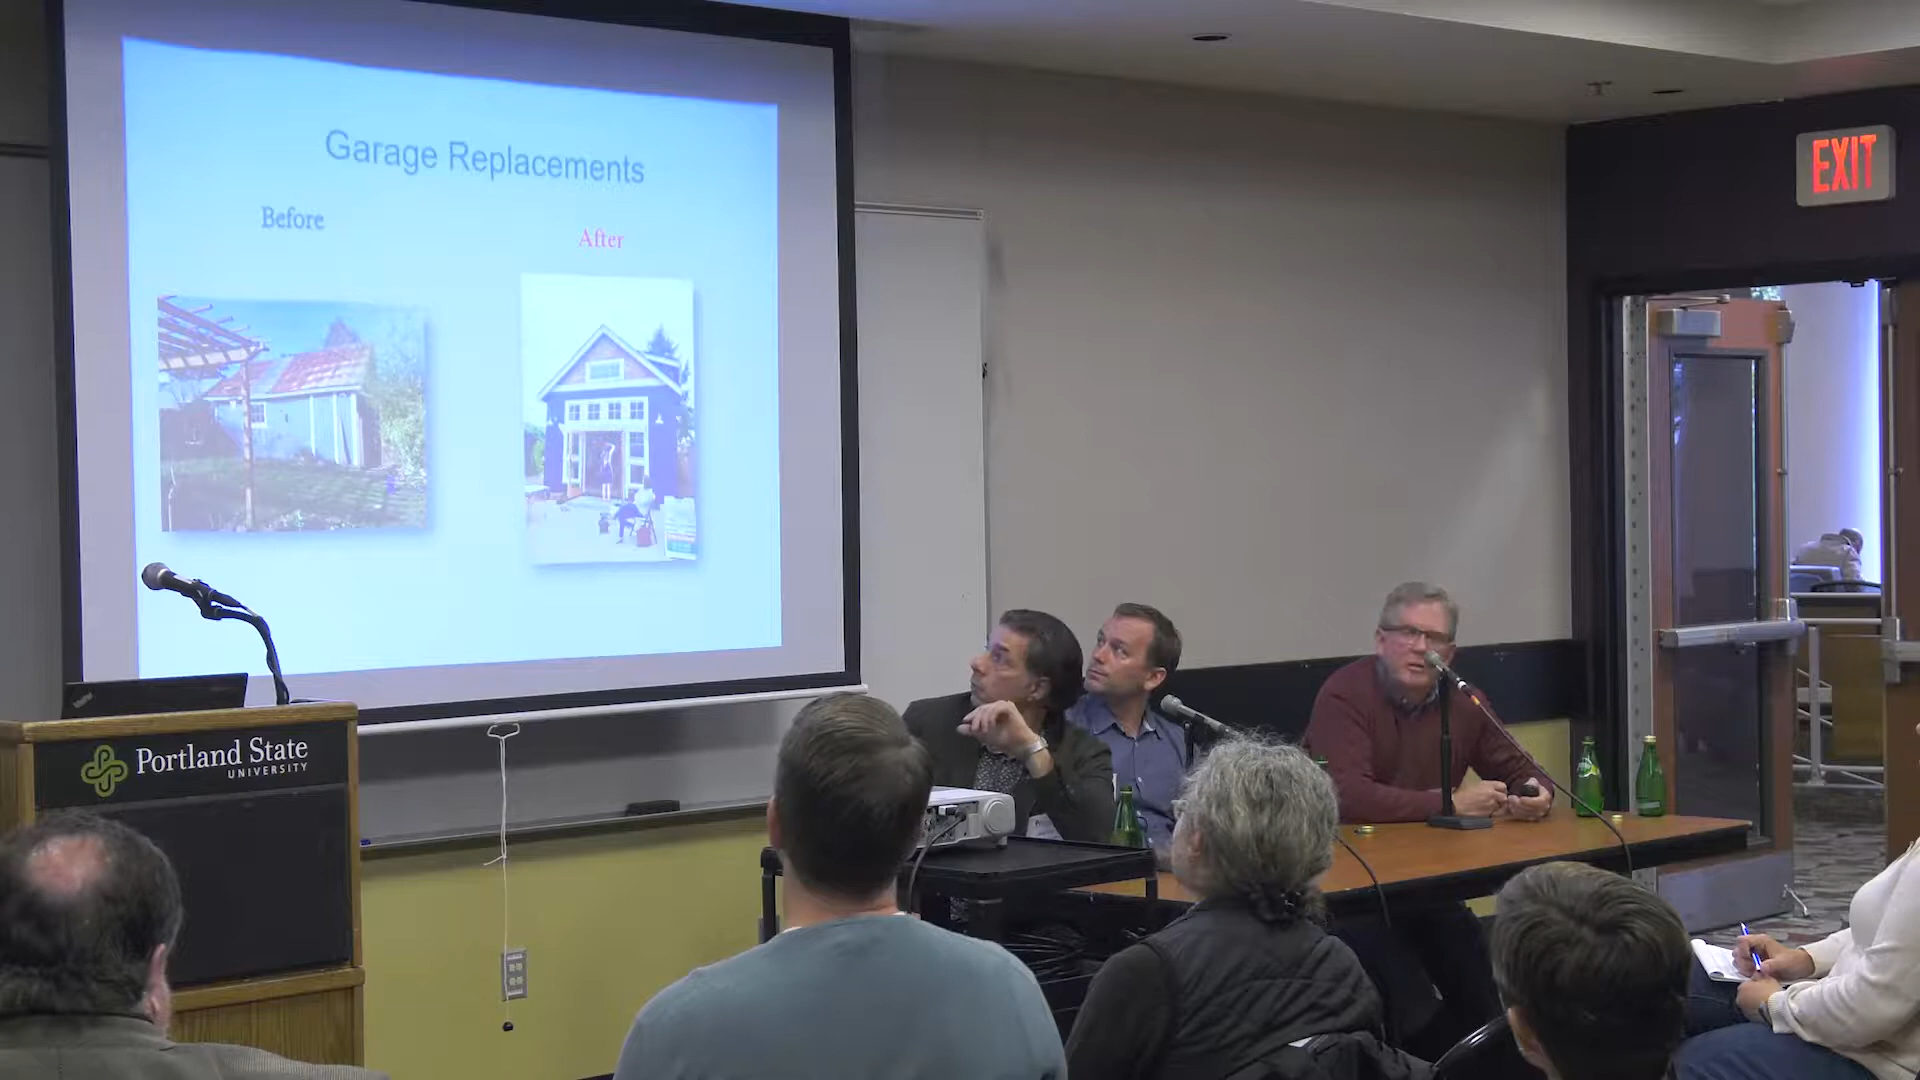 Garage Replacements
Before
After
EXIT
Portland State
UNIVERSITY